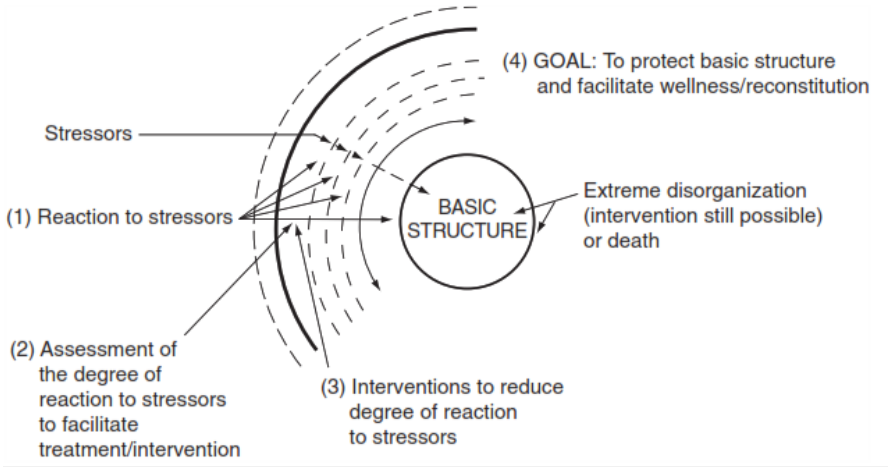 (4) GOAL: To protect basic structure
and facilitate wellness/reconstitution
Stressors
(1) Reaction to stressors
BASIC
STRUCTURE
Extreme disorganization
(intervention still possible)
or death
(2) Assessment of
the degree of
reaction to stressors
to facilitate
treatment/intervention
(3) Interventions to reduce
degree of reaction
to stressors